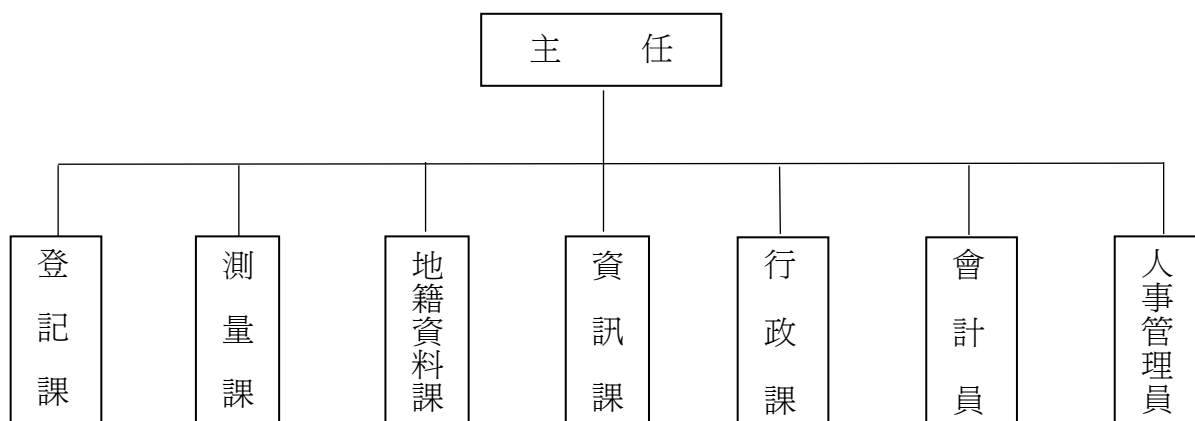 主 任
登記課
測量課
地籍資料課
資訊課
行政課
會計員
人事管理員